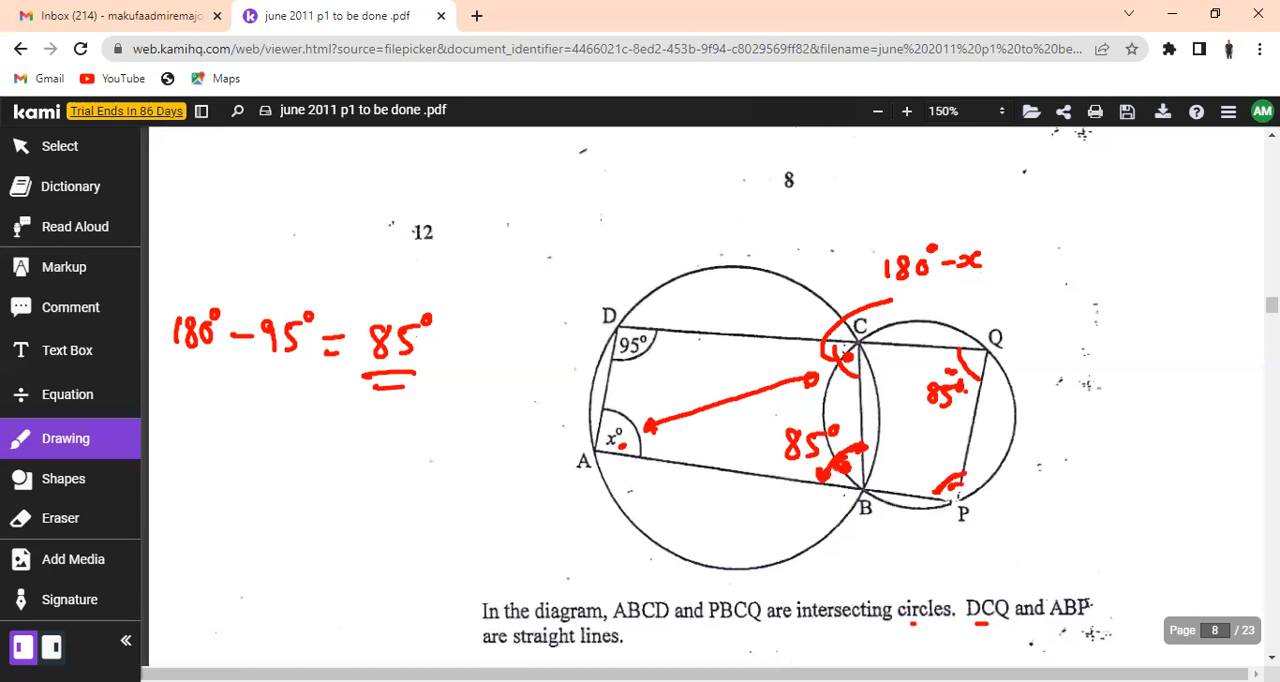 Inbox (214) - makufaadmiremajo
june 2011 p1 to be done .pdf
web.kamihq.com/web/viewer.html?source=filepicker&document_identifier=4466021c-8ed2-453b-9f94-c8029569ff82&filename=june%202011%20p1%20to%20be...
Gmail
YouTube
Maps
kami
Trial Ends In 86 Days
june 2011 p1 to be done .pdf
150%
AM
Select
Dictionary
Read Aloud
Markup
Comment
Text Box
Equation
Drawing
Shapes
Eraser
Add Media
Signature
8
12
180° - x
180° - 95° = 85°
D
C
Q
95°
85°
x°
85°
A
B
P
In the diagram, ABCD and PBCQ are intersecting circles. DCQ and ABP
are straight lines.
Page 8 / 23